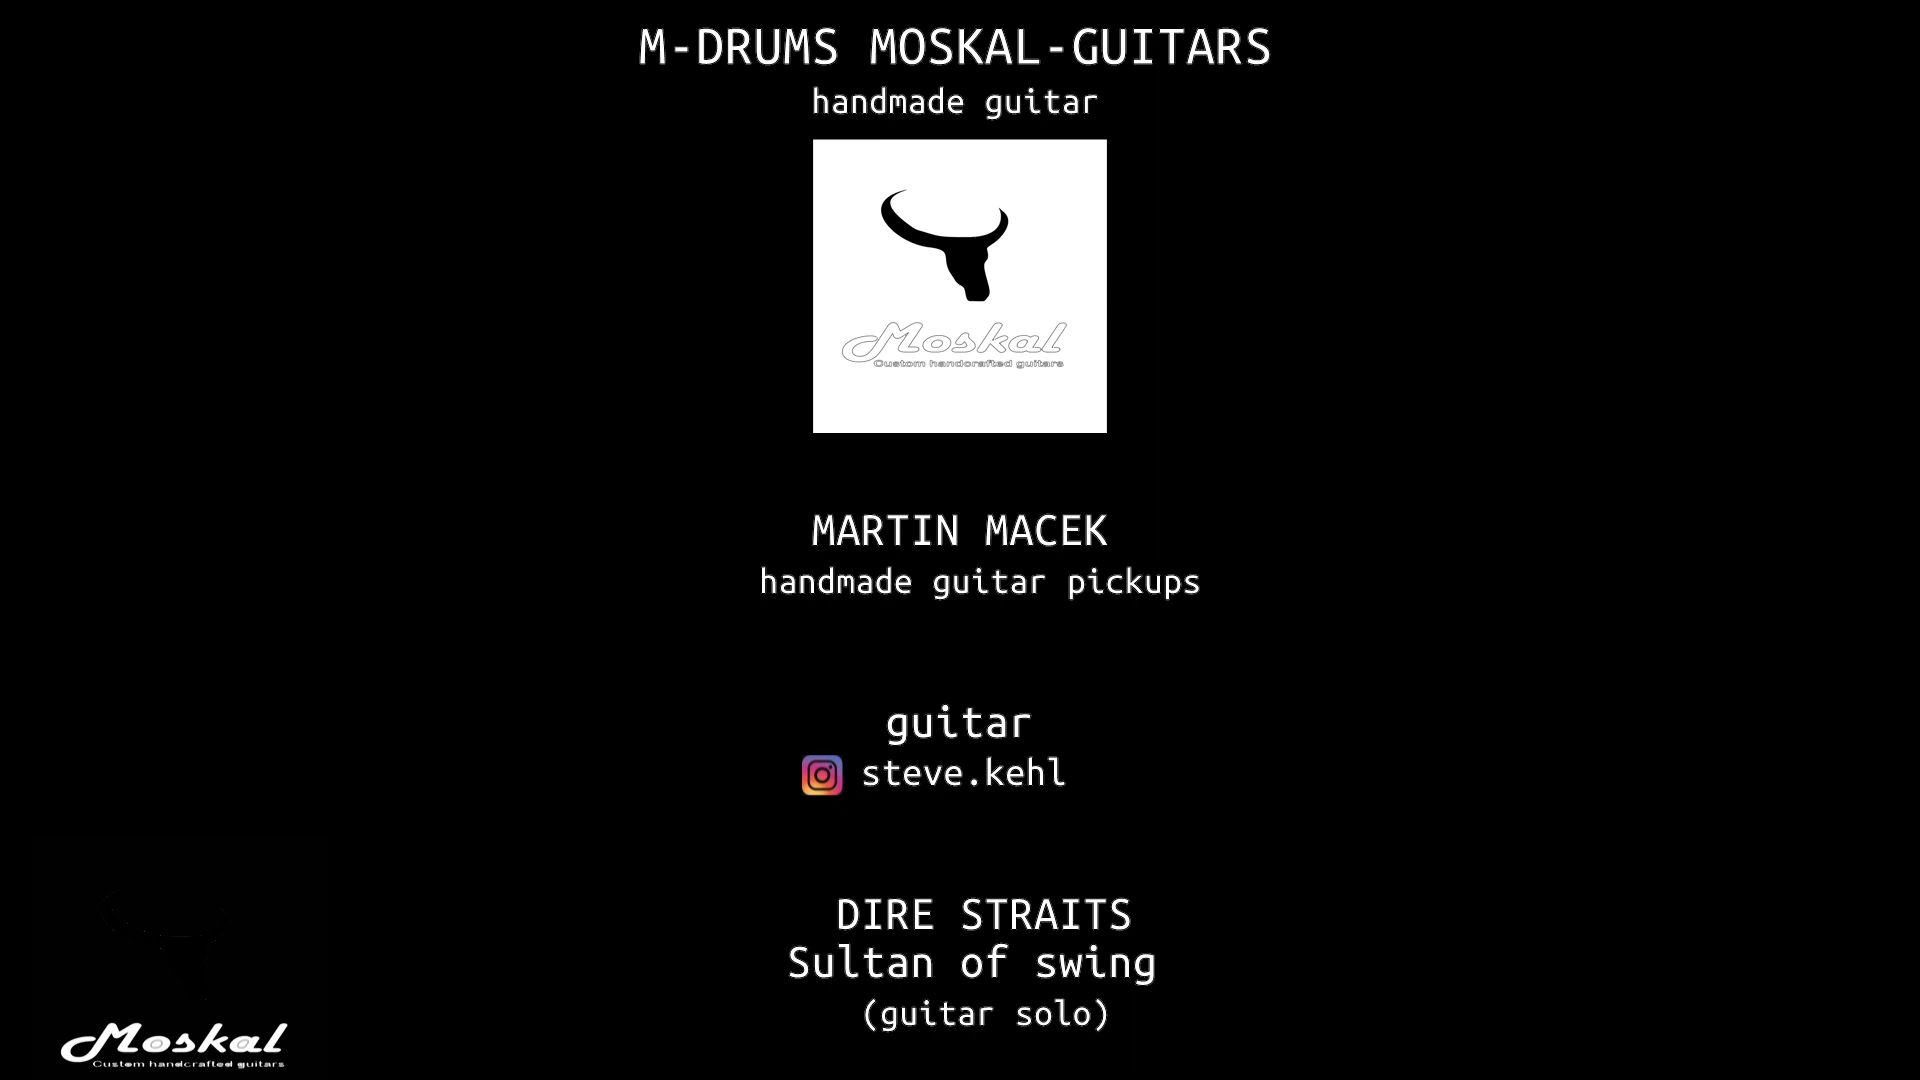 M-DRUMS MOSKAL-GUITARS
handmade guitar
Moskal
Custom handcrafted guitars
MARTIN MACEK
handmade guitar pickups
guitar
steve.kehl
DIRE STRAITS
Sultan of swing
(guitar solo)
Moskal
Custom handcrafted guitars